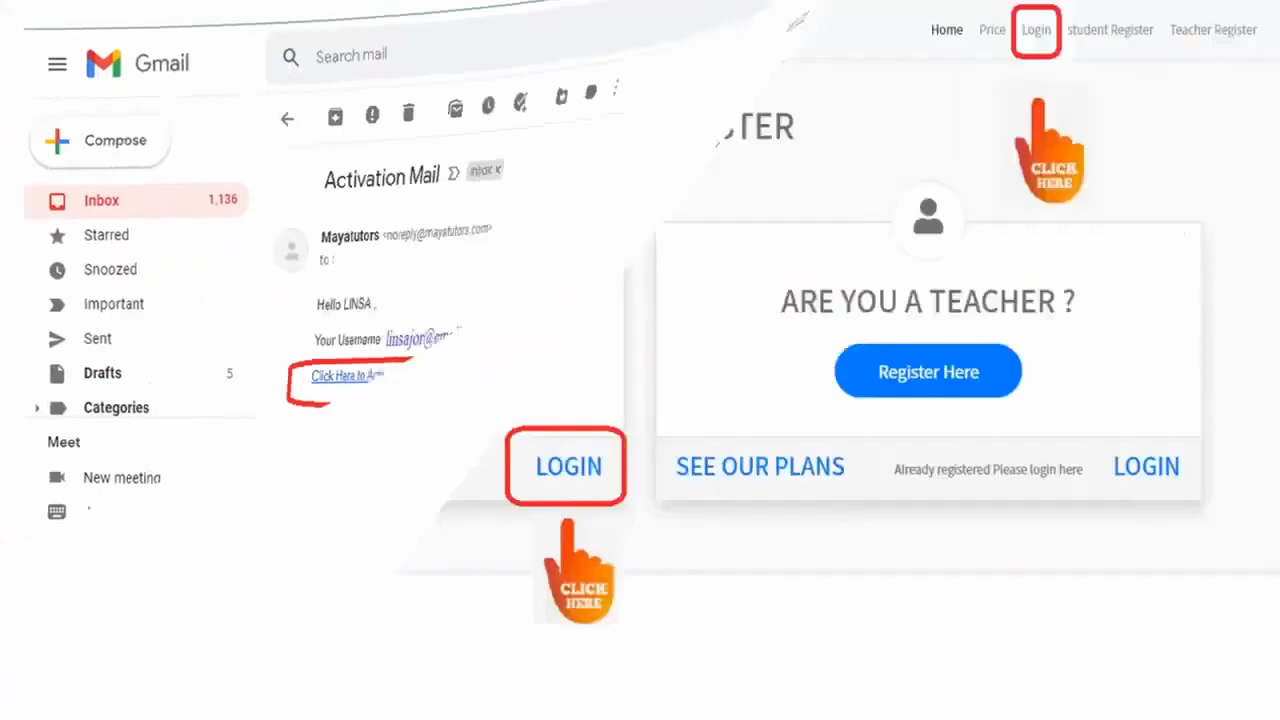 Gmail
Search mail
Compose
Inbox 1,136
Starred
Snoozed
Important
Sent
Drafts 5
Categories
Meet
New meeting
Activation Mail
Inbox x
Mayatutors <noreply@mayatutors.com>
to :
Hello LINSA ,
Your Username
Click Here to
LOGIN
CLICK
HERE
Home Price Login student Register Teacher Register
CLICK
HERE
TER
ARE YOU A TEACHER ?
Register Here
SEE OUR PLANS Already registered Please login here LOGIN